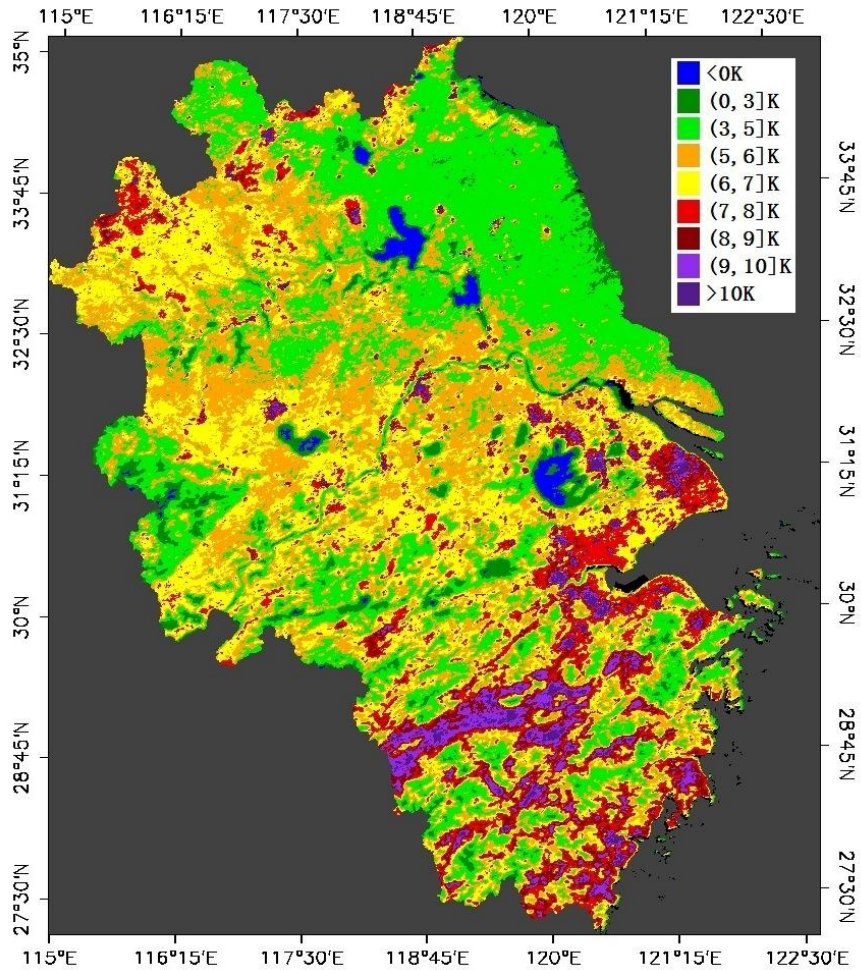 115°E 116°15'E 117°30'E 118°45'E 120°E 121°15'E 122°30'E
35°N
33°45'N
32°30'N
31°15'N
30°N
28°45'N
27°30'N
<0K
(0, 3]K
(3, 5]K
(5, 6]K
(6, 7]K
(7, 8]K
(8, 9]K
(9, 10]K
>10K
33°45'N
32°30'N
31°15'N
30°N
28°45'N
27°30'N
115°E 116°15'E 117°30'E 118°45'E 120°E 121°15'E 122°30'E